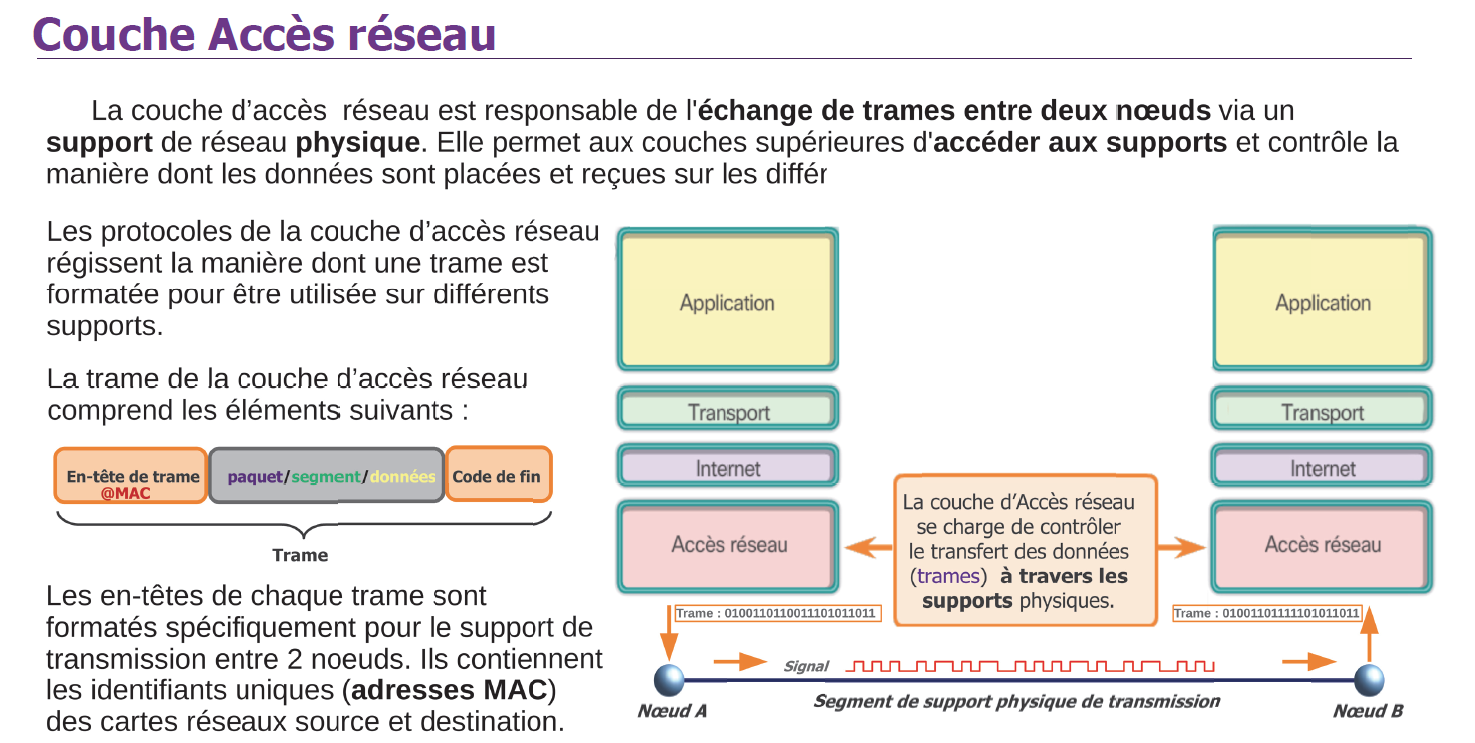 Couche Accès réseau
La couche d’accès réseau est responsable de l'échange de trames entre deux nœuds via un
support de réseau physique. Elle permet aux couches supérieures d'accéder aux supports et contrôle la
manière dont les données sont placées et reçues sur les différ
Les protocoles de la couche d’accès réseau
régissent la manière dont une trame est
formatée pour être utilisée sur différents
supports.
La trame de la couche d’accès réseau
comprend les éléments suivants :
En-tête de trame
@MAC
paquet/segment/données
Code de fin
Trame
Les en-têtes de chaque trame sont
formatés spécifiquement pour le support de
transmission entre 2 noeuds. Ils contiennent
les identifiants uniques (adresses MAC)
des cartes réseaux source et destination.
Application
Transport
Internet
Accès réseau
La couche d’Accès réseau
se charge de contrôler
le transfert des données
(trames) à travers les
supports physiques.
Application
Transport
Internet
Accès réseau
Trame : 0100110110011101011011
Trame : 01001101111101011011
Signal
Segment de support physique de transmission
Nœud A
Nœud B